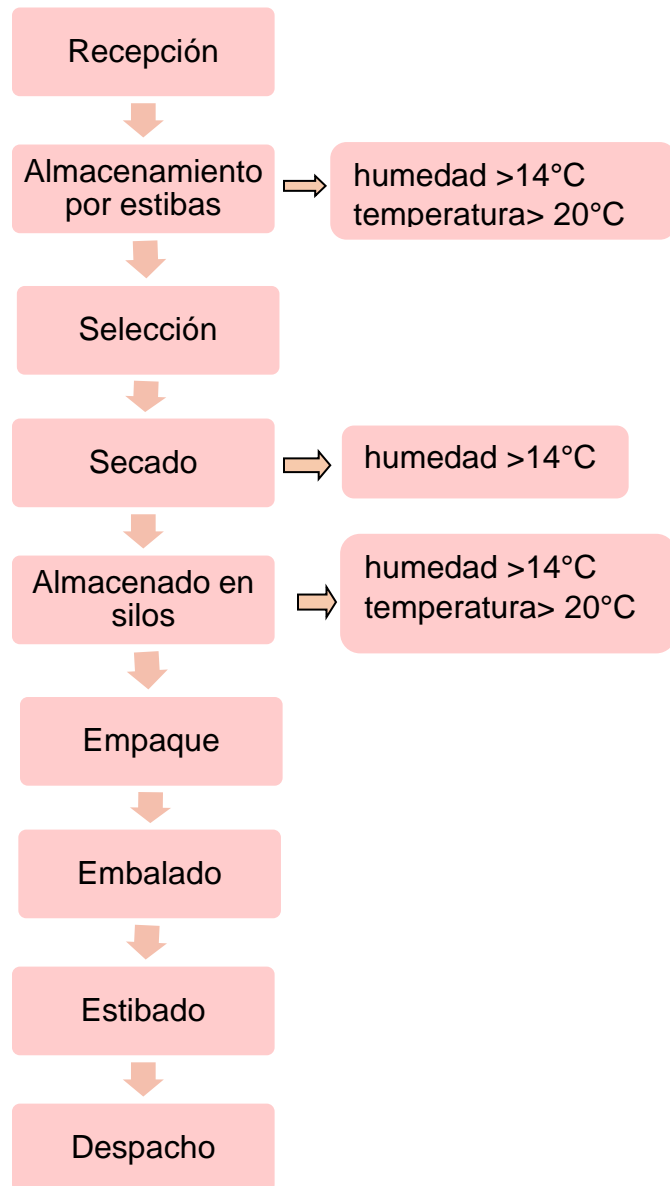 Recepción
Almacenamiento
por estibas
humedad >14°C
temperatura> 20°C
Selección
Secado
humedad >14°C
Almacenado en
silos
humedad >14°C
temperatura> 20°C
Empaque
Embalado
Estibado
Despacho